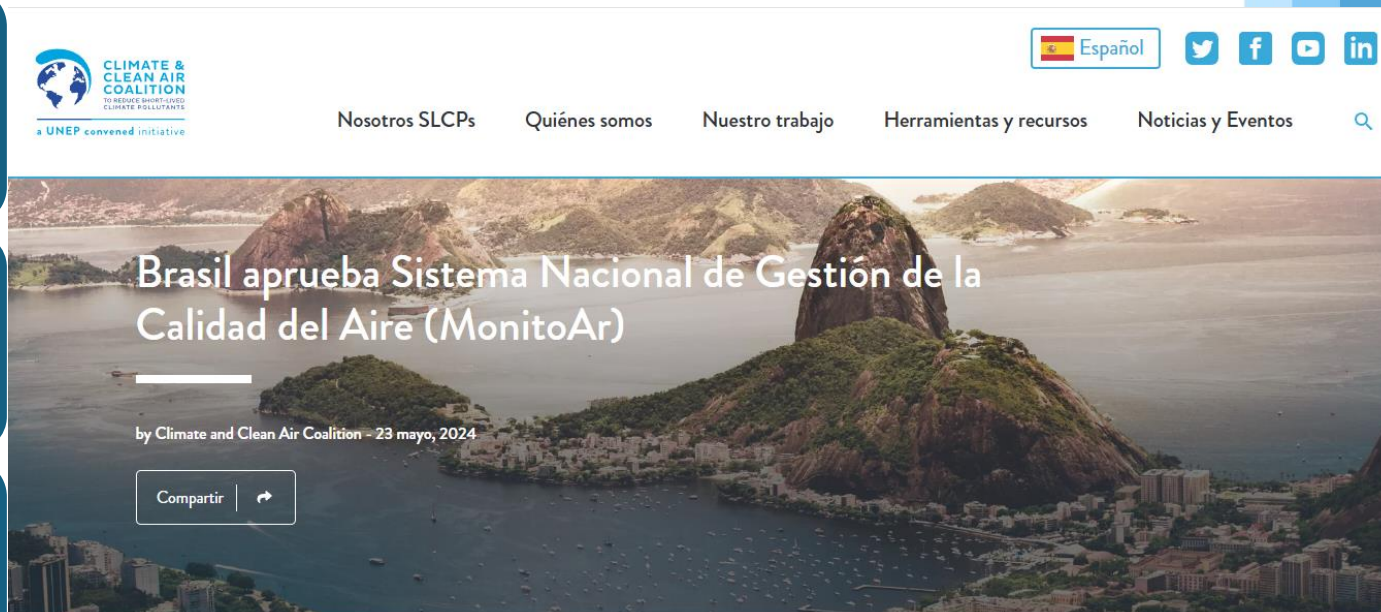 CLIMATE &
CLEAN AIR
COALITION
TO REDUCE SHORT-LIVED
CLIMATE POLLUTANTS
a UNEP convened initiative
Español
Nosotros SLCPs Quiénes somos Nuestro trabajo Herramientas y recursos Noticias y Eventos
Brasil aprueba Sistema Nacional de Gestión de la
Calidad del Aire (MonitoAr)
by Climate and Clean Air Coalition - 23 mayo, 2024
Compartir